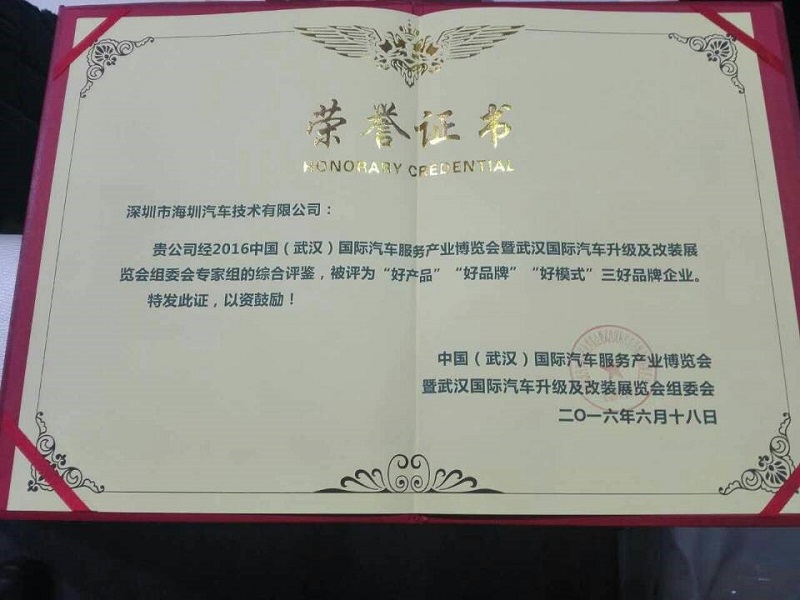 荣誉证书
HONORARY CREDENTIAL
深圳市海圳汽车技术有限公司：
贵公司经2016中国（武汉）国际汽车服务产业博览会暨武汉国际汽车升级及改装展
览会组委会专家组的综合评鉴，被评为“好产品”“好品牌”“好模式”三好品牌企业。
特发此证，以资鼓励！
中国（武汉）国际汽车服务产业博览会
暨武汉国际汽车升级及改装展览会组委会
二〇一六年六月十八日